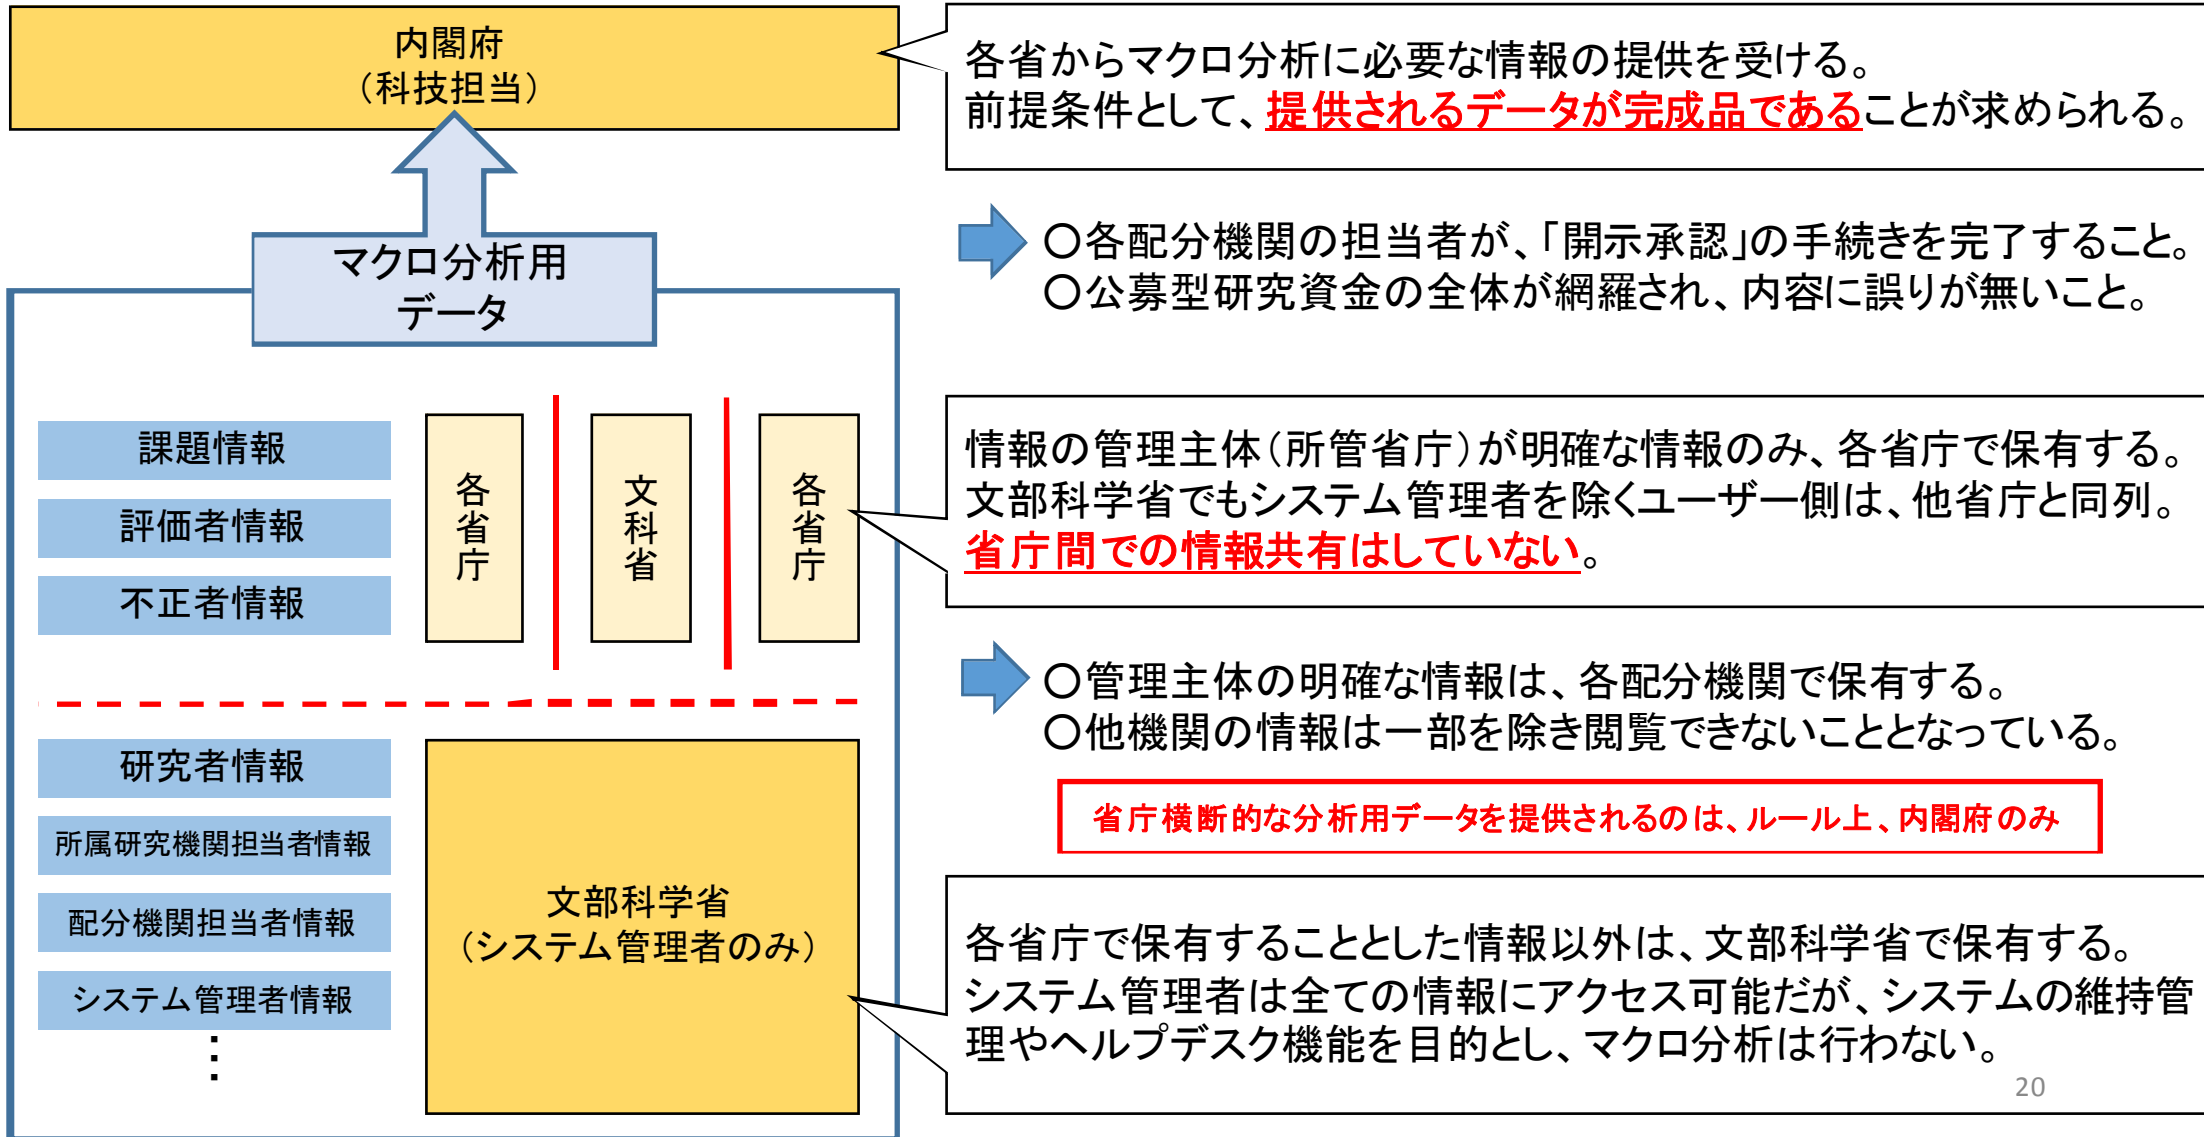 内閣府
（科技担当）
各省からマクロ分析に必要な情報の提供を受ける。
前提条件として、提供されるデータが完成品であることが求められる。
マクロ分析用
データ
○各配分機関の担当者が、「開示承認」の手続きを完了すること。
○公募型研究資金の全体が網羅され、内容に誤りが無いこと。
課題情報
評価者情報
不正者情報
各省庁
文科省
各省庁
情報の管理主体（所管省庁）が明確な情報のみ、各省庁で保有する。
文部科学省でもシステム管理者を除くユーザー側は、他省庁と同列。
省庁間での情報共有はしていない。
○管理主体の明確な情報は、各配分機関で保有する。
○他機関の情報は一部を除き閲覧できないこととなっている。
省庁横断的な分析用データを提供されるのは、ルール上、内閣府のみ
研究者情報
所属研究機関担当者情報
配分機関担当者情報
システム管理者情報
⋮
文部科学省
（システム管理者のみ）
各省庁で保有することとした情報以外は、文部科学省で保有する。
システム管理者は全ての情報にアクセス可能だが、システムの維持管
理やヘルプデスク機能を目的とし、マクロ分析は行わない。
20